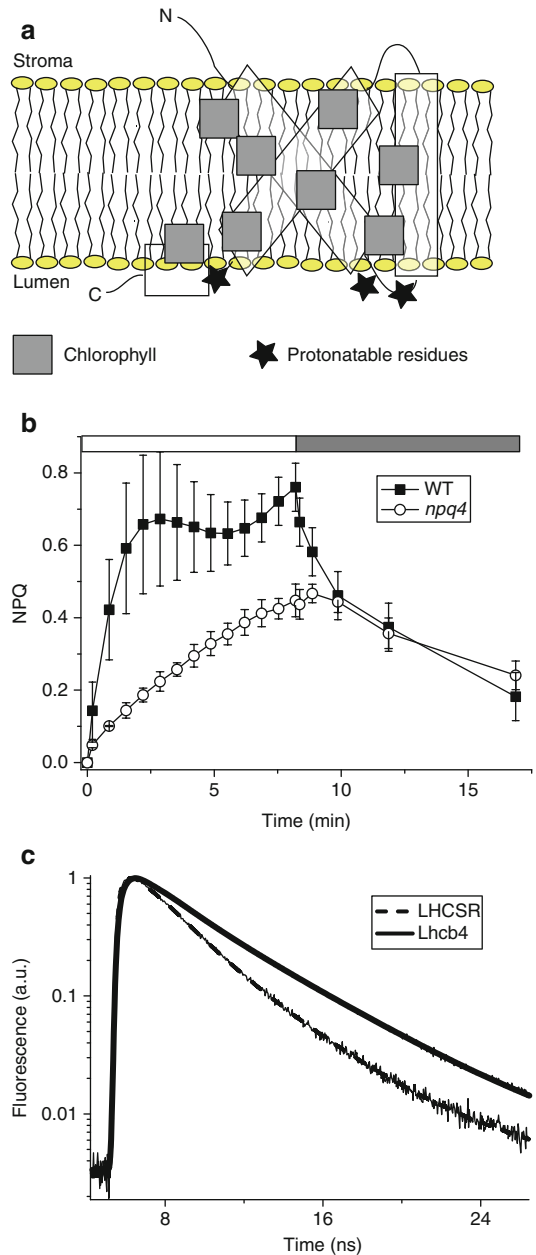 a
N
Stroma
Lumen
C
Chlorophyll
Protonatable residues
b
WT
npq4
NPQ
0.8
0.6
0.4
0.2
0.0
0
5
10
15
Time (min)
c
LHCSR
Lhcb4
Fluorescence (a.u.)
1
0.1
0.01
8
16
24
Time (ns)